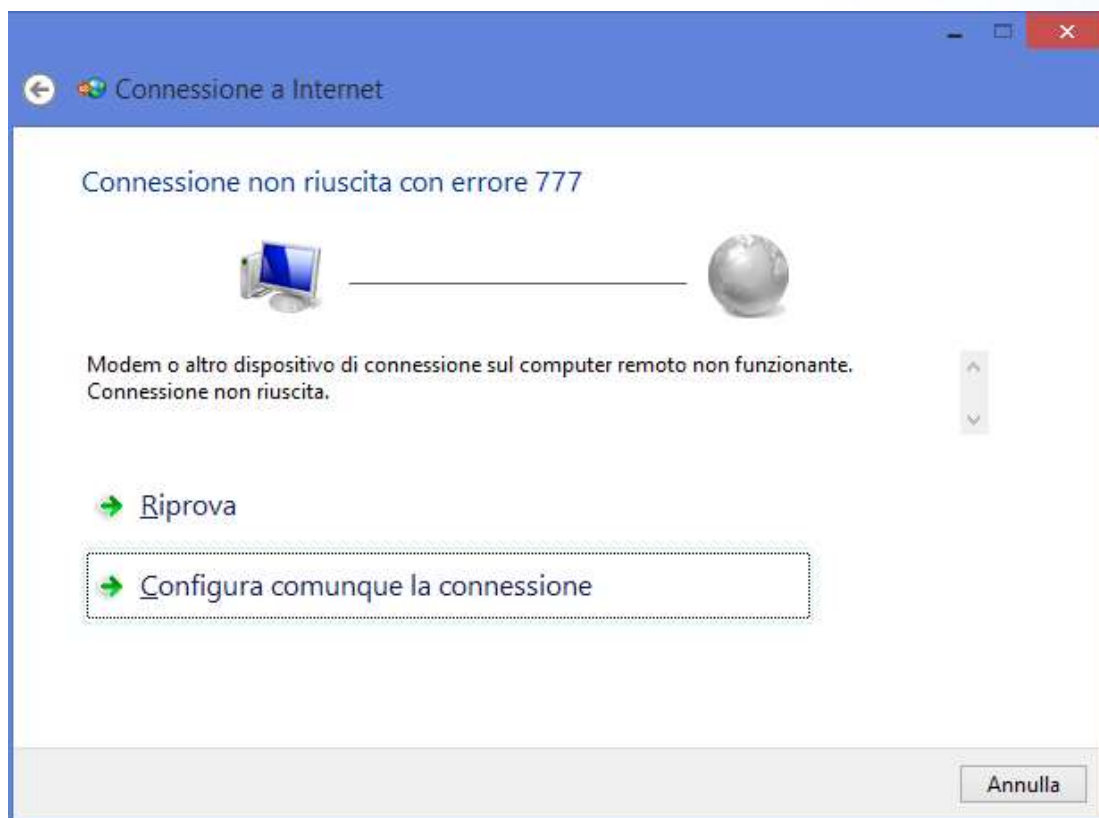 Connessione a Internet
Connessione non riuscita con errore 777
Modem o altro dispositivo di connessione sul computer remoto non funzionante.
Connessione non riuscita.
Riprova
Configura comunque la connessione
Annulla